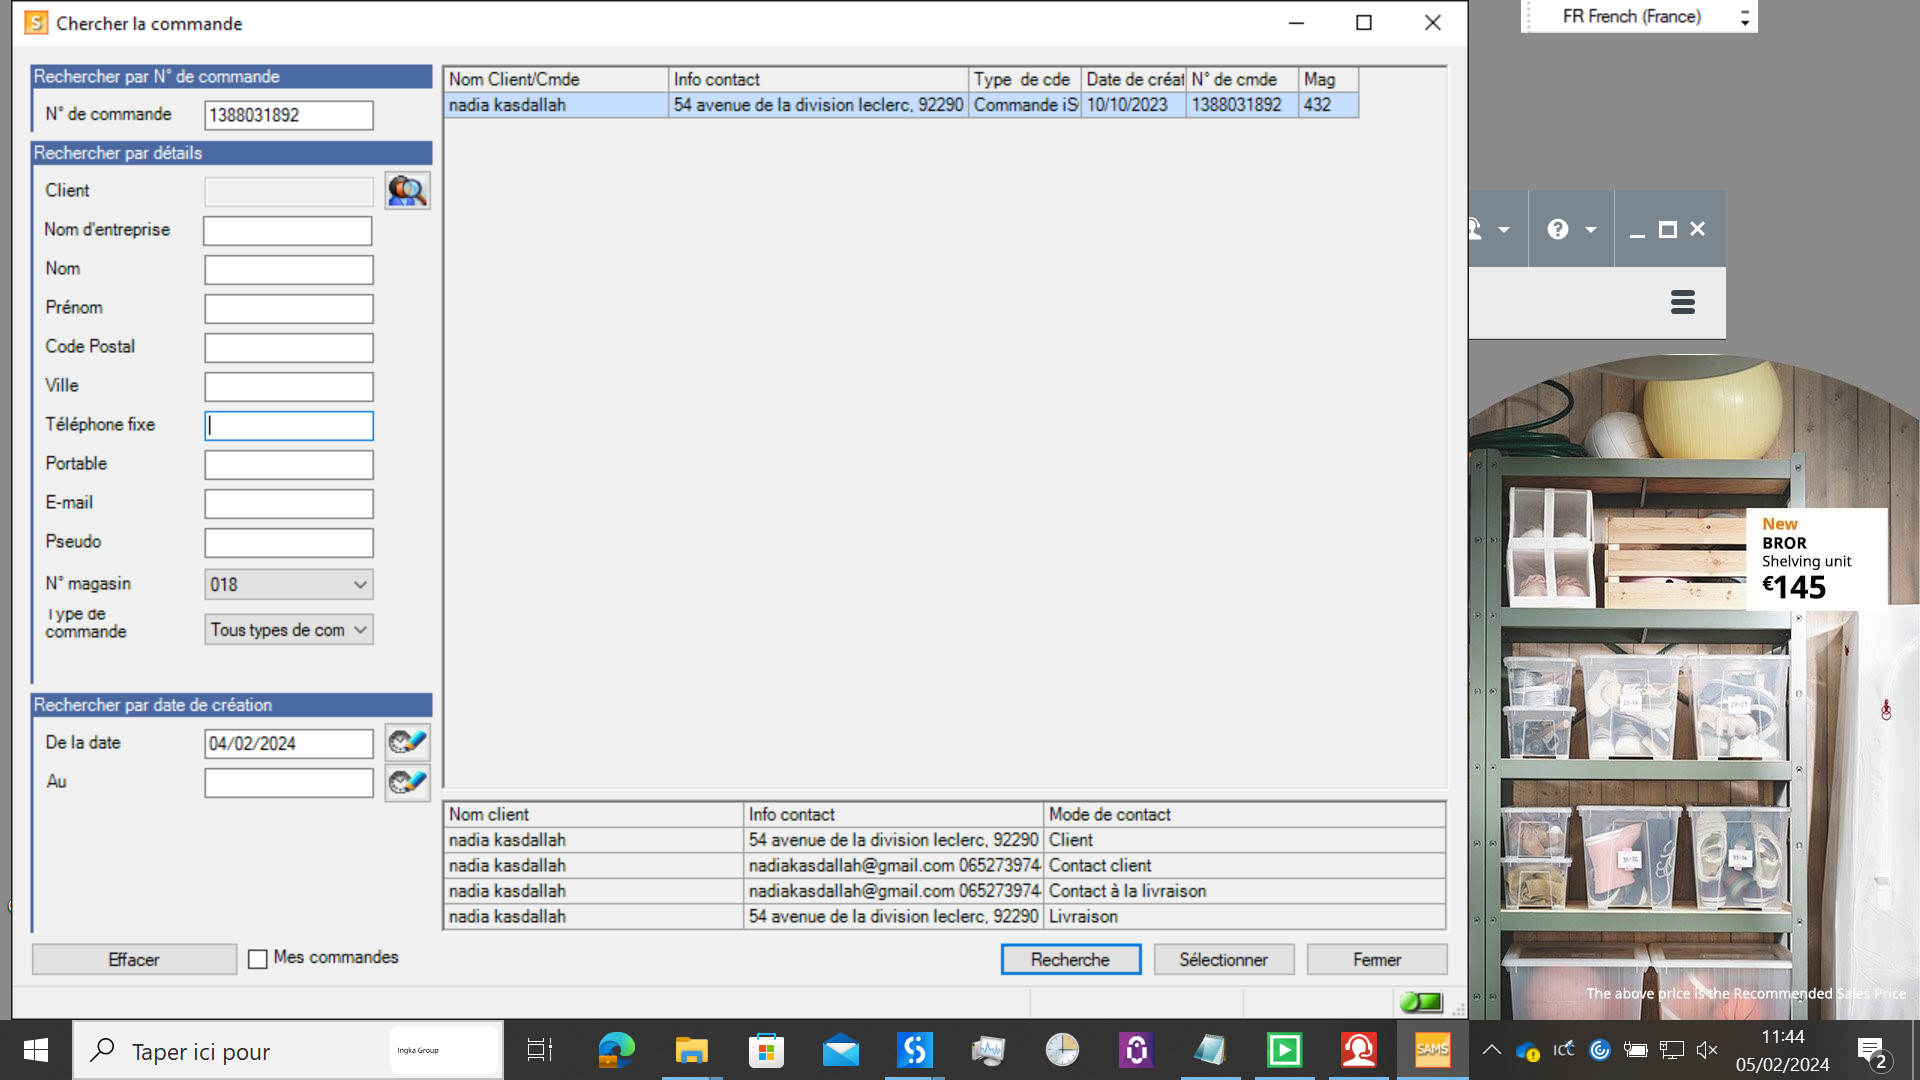 Chercher la commande
FR French (France)
Rechercher par N° de commande
N° de commande 1388031892
Rechercher par détails
Client
Nom d'entreprise
Nom
Prénom
Code Postal
Ville
Téléphone fixe
Portable
E-mail
Pseudo
N° magasin 018
Type de
commande Tous types de com
Rechercher par date de création
De la date 04/02/2024
Au
Effacer
Mes commandes
Nom Client/Cmde Info contact Type de cde Date de créat N° de cmde Mag
nadia kasdallah 54 avenue de la division leclerc, 92290 Commande iS 10/10/2023 1388031892 432
Nom client Info contact Mode de contact
nadia kasdallah 54 avenue de la division leclerc, 92290 Client
nadia kasdallah nadiakasdallah@gmail.com 065273974 Contact client
nadia kasdallah nadiakasdallah@gmail.com 065273974 Contact à la livraison
nadia kasdallah 54 avenue de la division leclerc, 92290 Livraison
Recherche Sélectionner Fermer
New
BROR
Shelving unit
€145
The above price is the Recommended Sales Price
Taper ici pour
Ingka Group
SAMS
ICC
11:44
05/02/2024
2